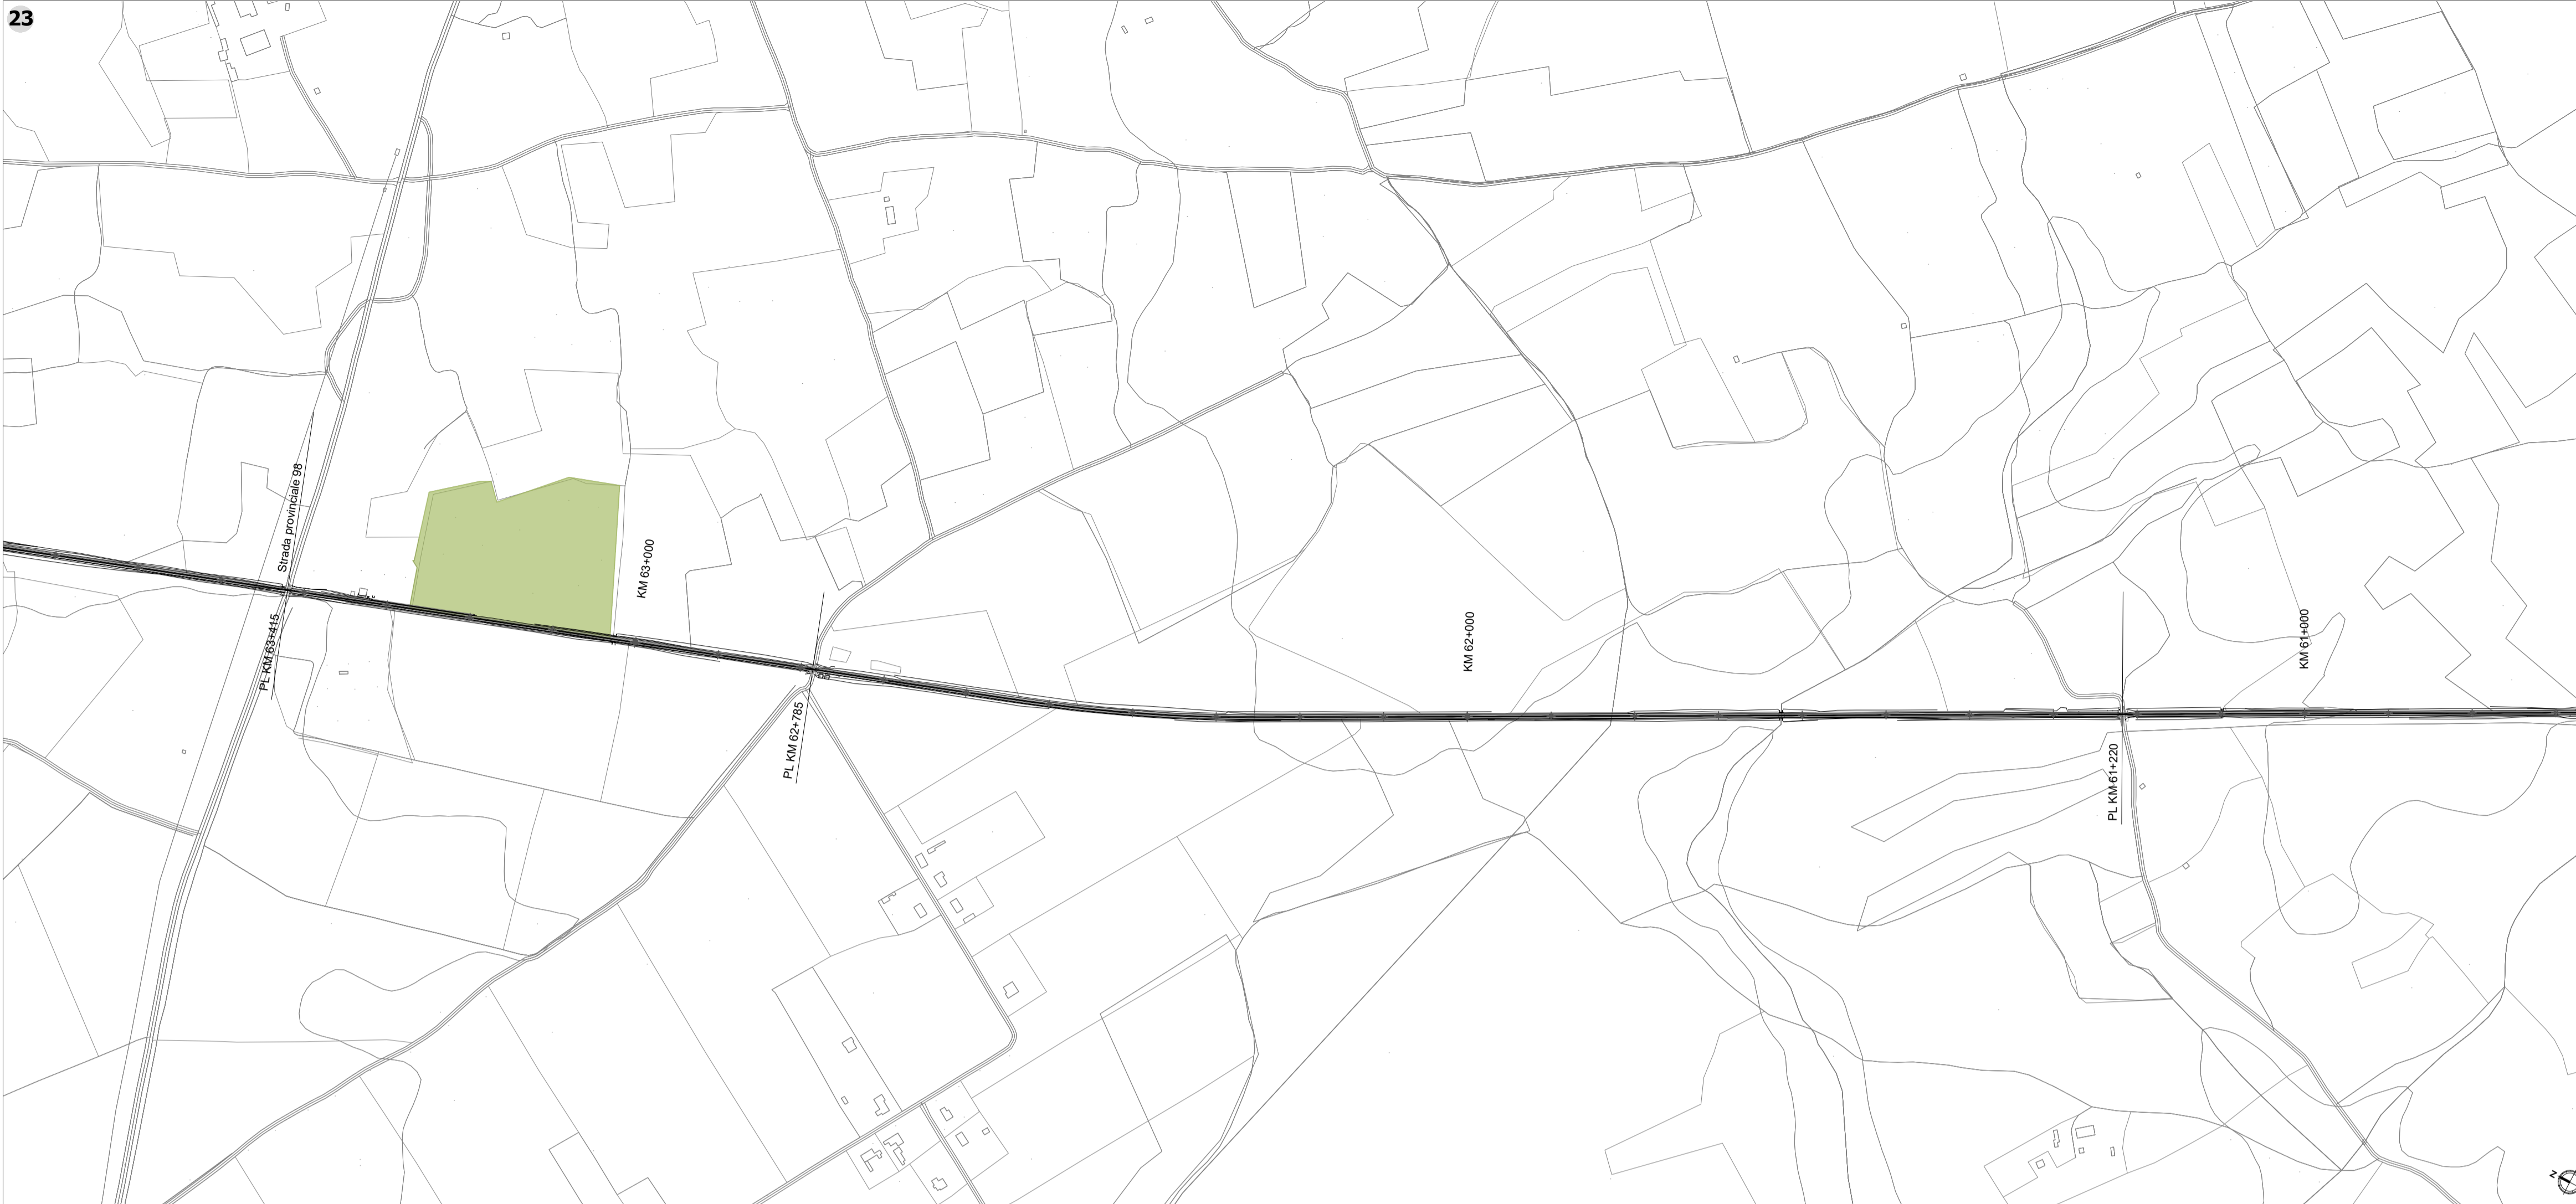 23
Strada provinciale 98
PL KM 63+415
KM 63+000
PL KM 62+785
KM 62+000
PL KM 61+220
KM 61+000
N